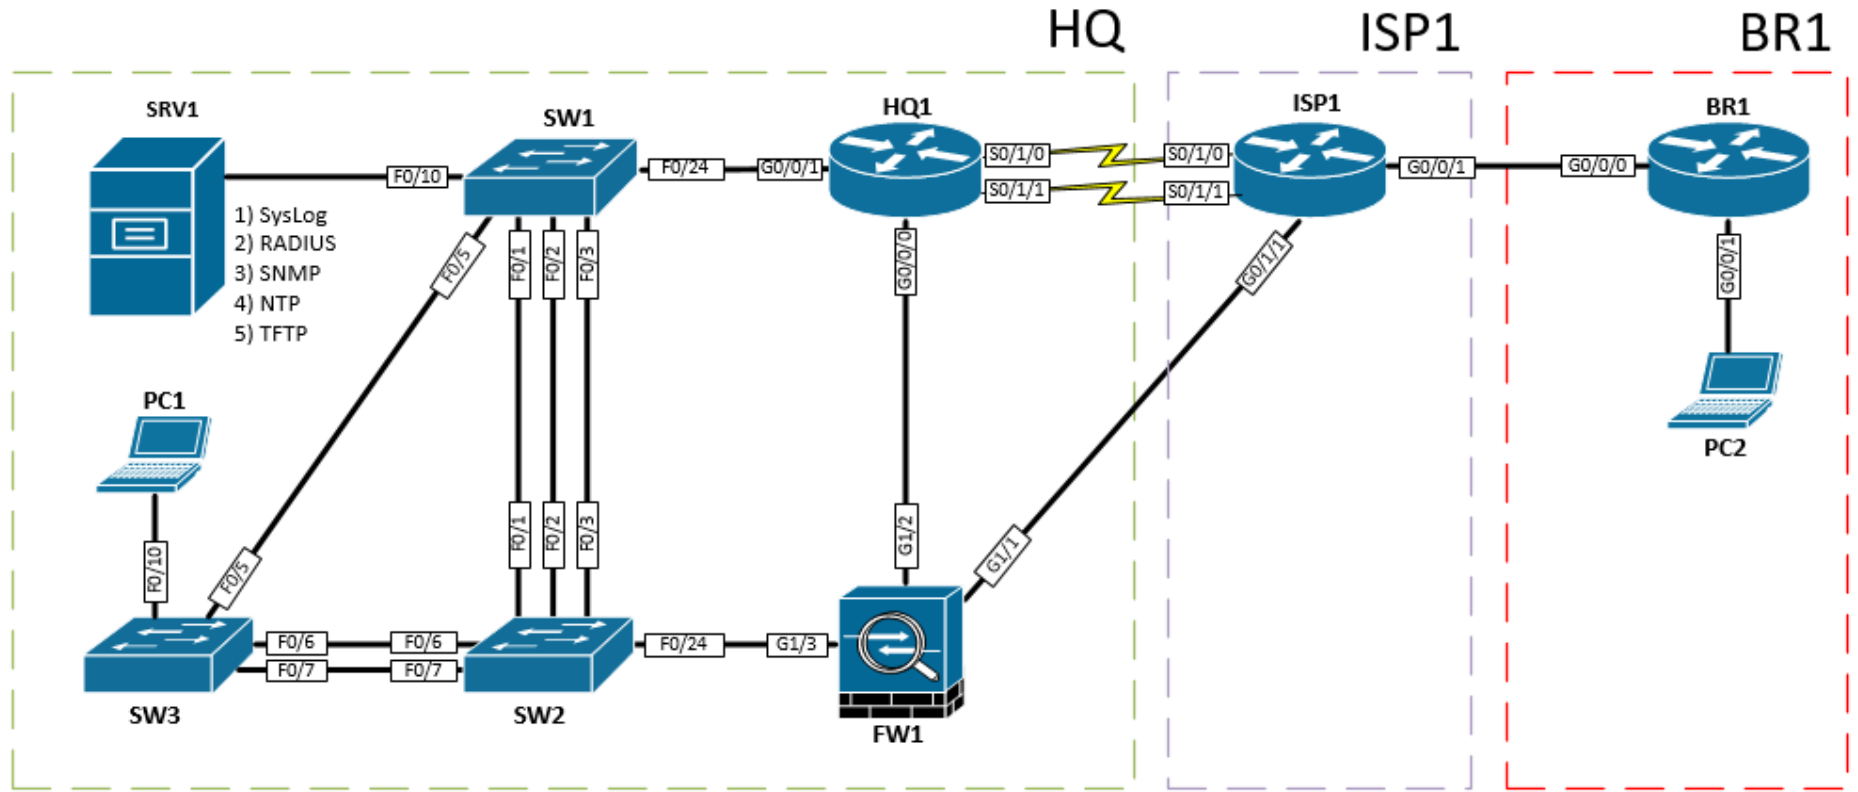 HQ
ISP1
BR1
SRV1
SW1
HQ1
ISP1
BR1
F0/10
F0/24
G0/0/1
S0/1/0
S0/1/0
S0/1/1
S0/1/1
G0/0/1
G0/0/0
1) SysLog
2) RADIUS
3) SNMP
4) NTP
5) TFTP
F0/5
F0/1
F0/2
F0/3
G0/0/0
G0/1/1
G0/0/1
PC1
PC2
F0/10
F0/5
F0/1
F0/2
F0/3
G1/2
G1/1
F0/6
F0/6
F0/7
F0/7
F0/24
G1/3
SW3
SW2
FW1